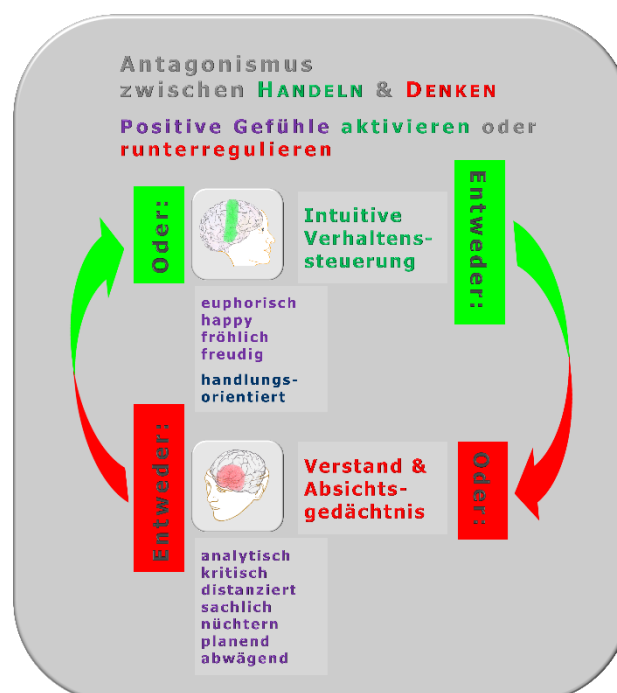 Antagonismus
zwischen HANDELN & DENKEN
Positive Gefühle aktivieren oder
runterregulieren
Oder:
Intuitive
Verhaltens-
steuerung
Entweder:
euphorisch
happy
fröhlich
freudig
handlungs-
orientiert
Entweder:
Verstand &
Absichts-
gedächtnis
Oder:
analytisch
kritisch
distanziert
sachlich
nüchtern
planend
abwägend